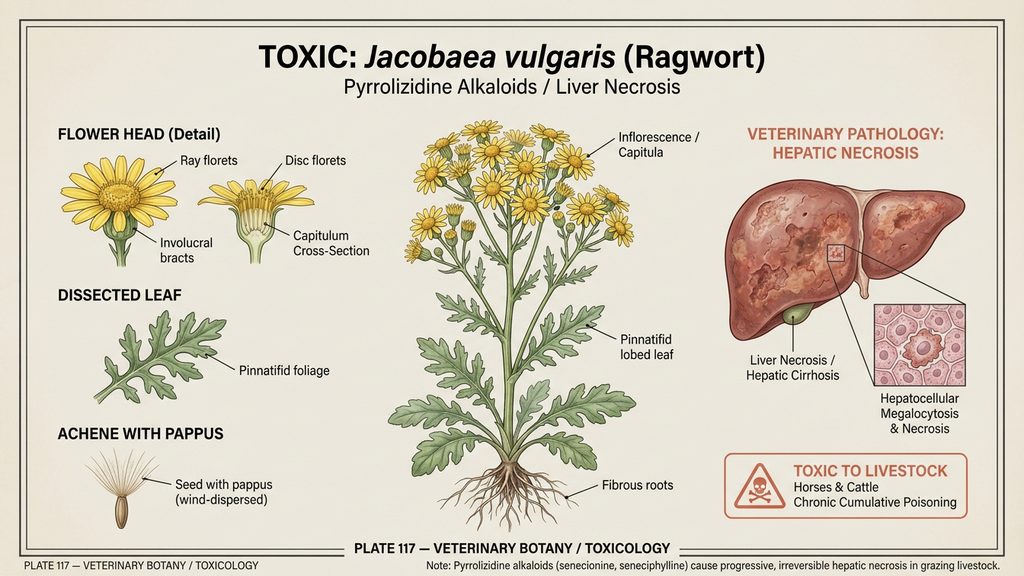 TOXIC: Jacobaea vulgaris (Ragwort)
Pyrrolizidine Alkaloids / Liver Necrosis
FLOWER HEAD (Detail)
Ray florets
Disc florets
Involucral
bracts
Capitulum
Cross-Section
DISSECTED LEAF
Pinnatifid foliage
ACHENE WITH PAPPUS
Seed with pappus
(wind-dispersed)
Inflorescence /
Capitula
Pinnatifid
lobed leaf
Fibrous roots
VETERINARY PATHOLOGY:
HEPATIC NECROSIS
Liver Necrosis /
Hepatic Cirrhosis
Hepatocellular
Megalocytosis
& Necrosis
TOXIC TO LIVESTOCK
Horses & Cattle
Chronic Cumulative Poisoning
PLATE 117 — VETERINARY BOTANY / TOXICOLOGY
PLATE 117 — VETERINARY BOTANY / TOXICOLOGY
Note: Pyrrolizidine alkaloids (senecionine, seneciphylline) cause progressive, irreversible hepatic necrosis in grazing livestock.